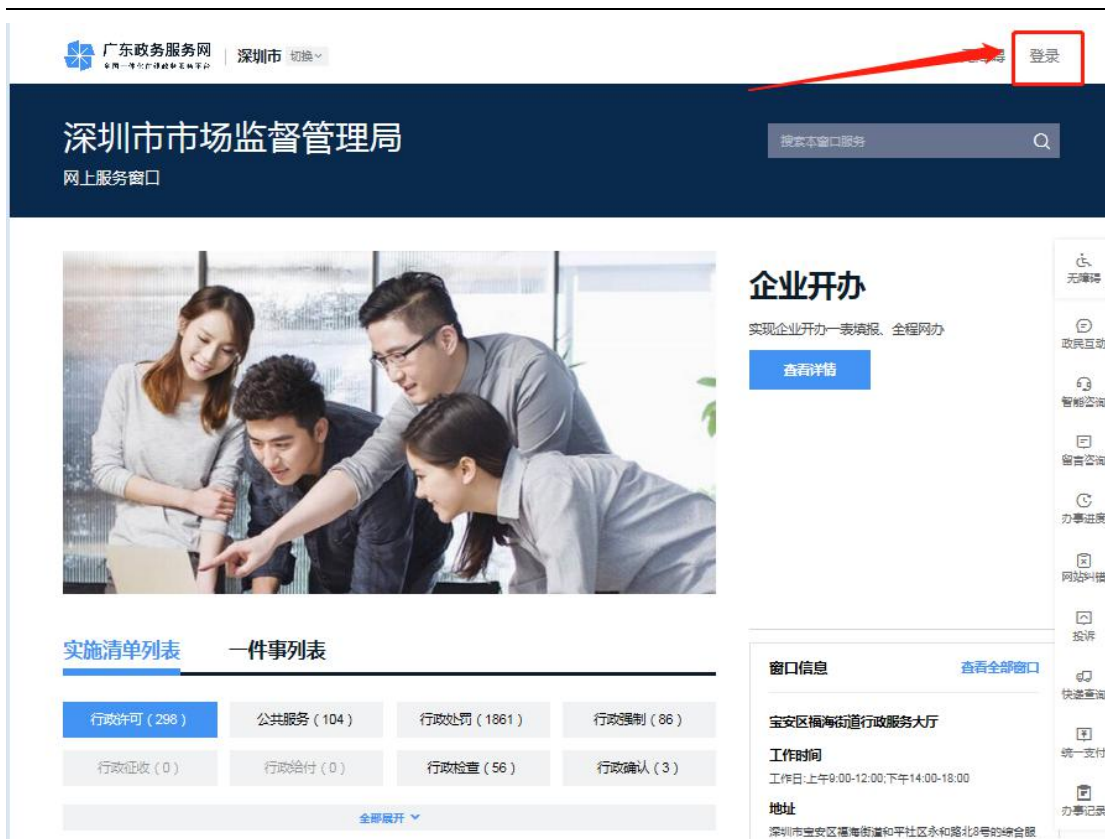 广东政务服务网
深圳市 切换
登录
深圳市市场监督管理局
网上服务窗口
搜索本窗口服务
企业开办
实现企业开办一表填报、全程网办
查看详情
无障碍
政民互动
智能咨询
留言咨询
办事进度
网站纠错
投诉
快递查询
统一支付
办事记录
实施清单列表 一件事列表
行政许可(298) 公共服务(104) 行政处罚(1861) 行政强制(86)
行政征收(0) 行政给付(0) 行政检查(56) 行政确认(3)
全部展开
窗口信息 查看全部窗口
宝安区福海街道行政服务大厅
工作时间
工作日:上午9:00-12:00;下午14:00-18:00
地址
深圳市宝安区福海街道和平社区永和路北8号的综合服